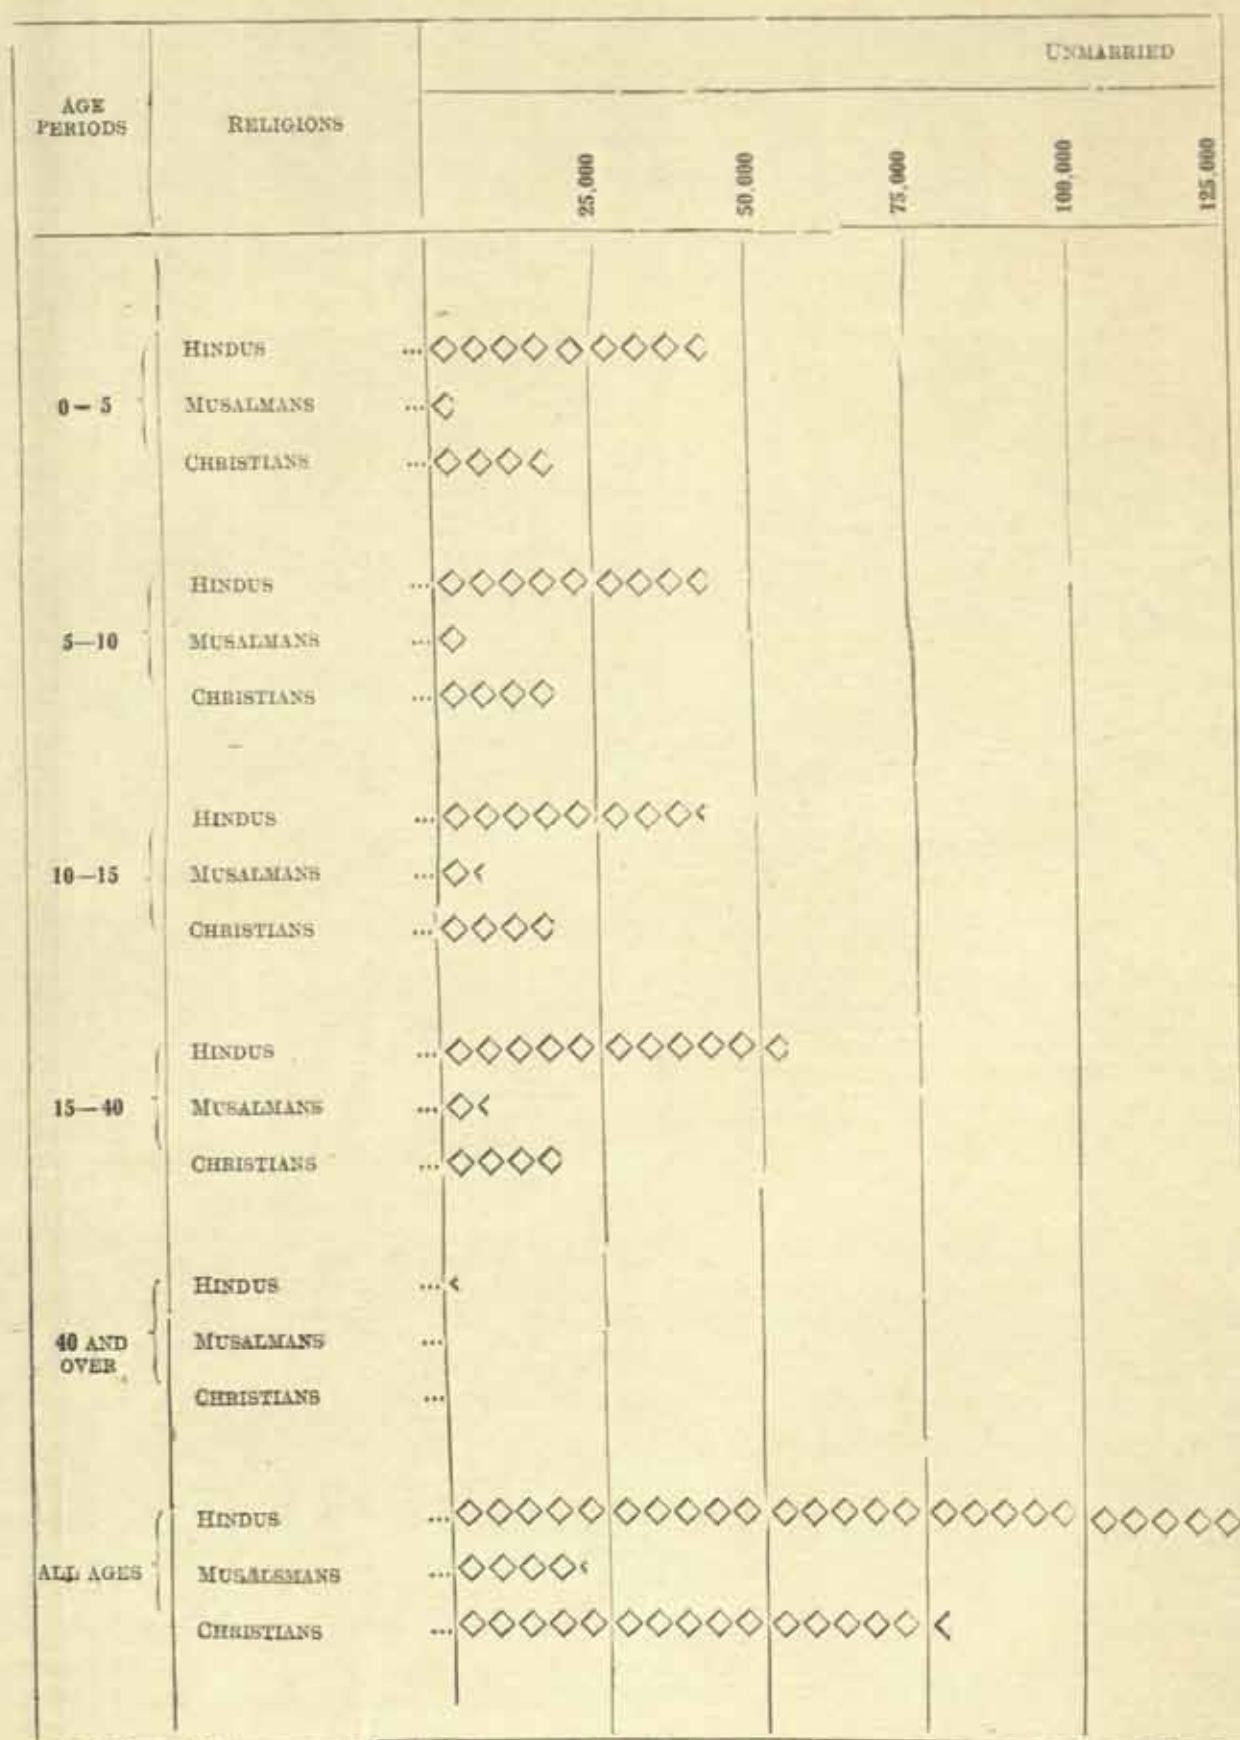 UNMARRIED
AGE PERIODS
RELIGIONS
25,000
50,000
75,000
100,000
125,000
HINDUS ...
0 – 5 MUSALMANS ...
CHRISTIANS ...
HINDUS ...
5—10 MUSALMANS ...
CHRISTIANS ...
HINDUS ...
10—15 MUSALMANS ...
CHRISTIANS ...
HINDUS ...
15—40 MUSALMANS ...
CHRISTIANS ...
HINDUS ...
40 AND OVER MUSALMANS ...
CHRISTIANS ...
HINDUS ...
ALL AGES MUSALSMANS ...
CHRISTIANS ...